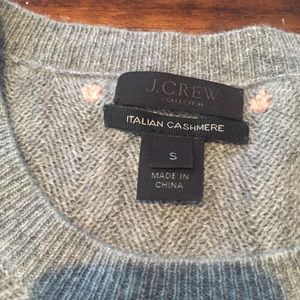 J.CREW
COLLECTION
ITALIAN CASHMERE
S
MADE IN
CHINA